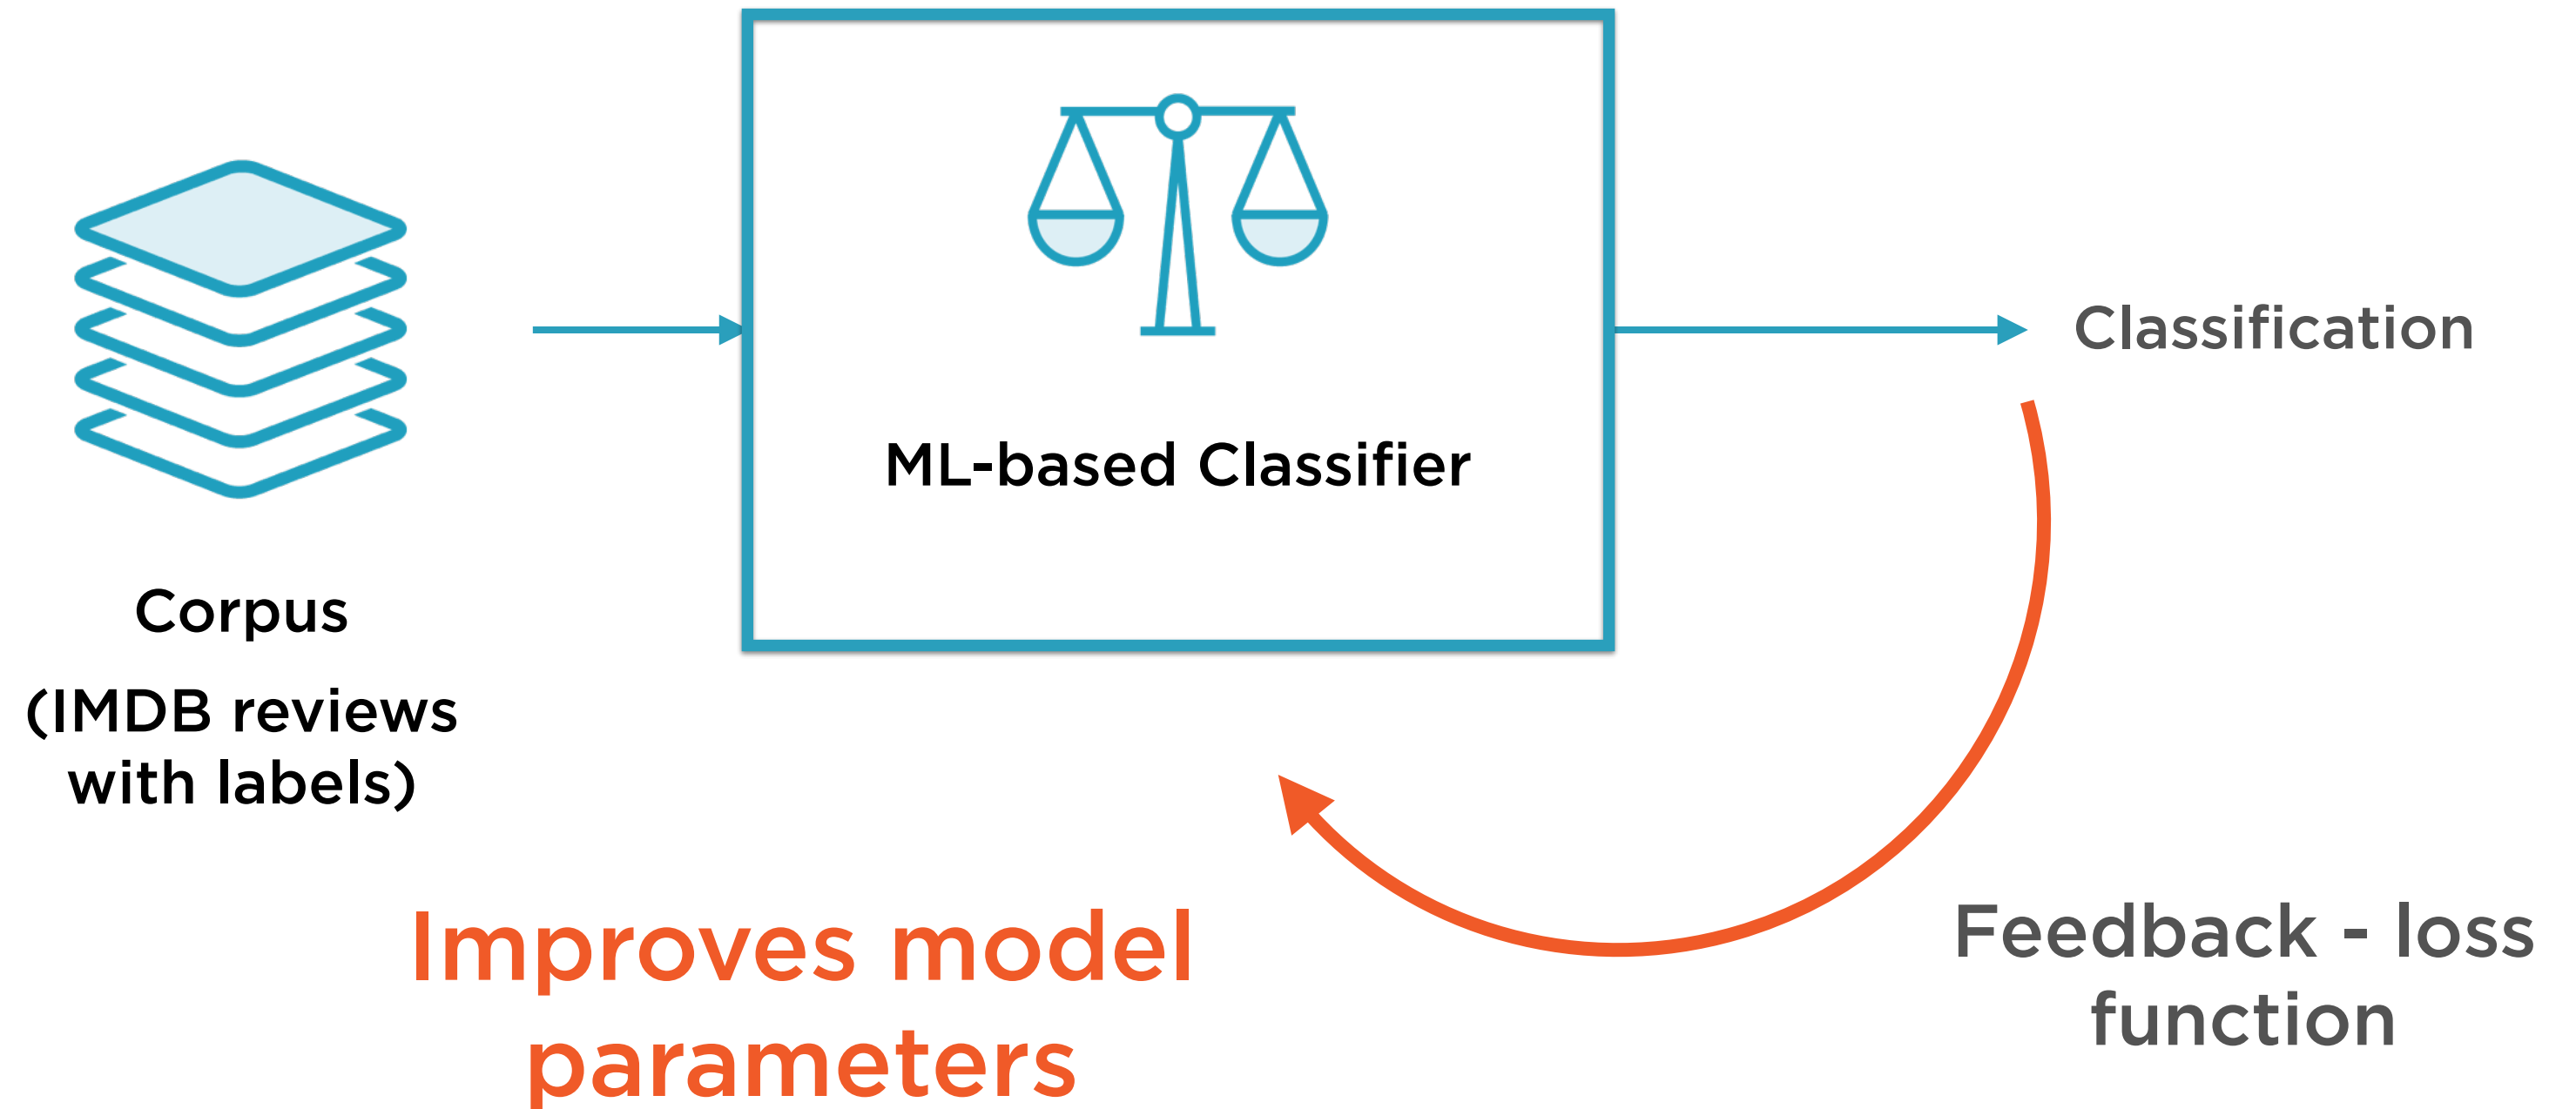 ML-based Classifier
Classification
Corpus
(IMDB reviews
with labels)
Improves model
parameters
Feedback - loss
function